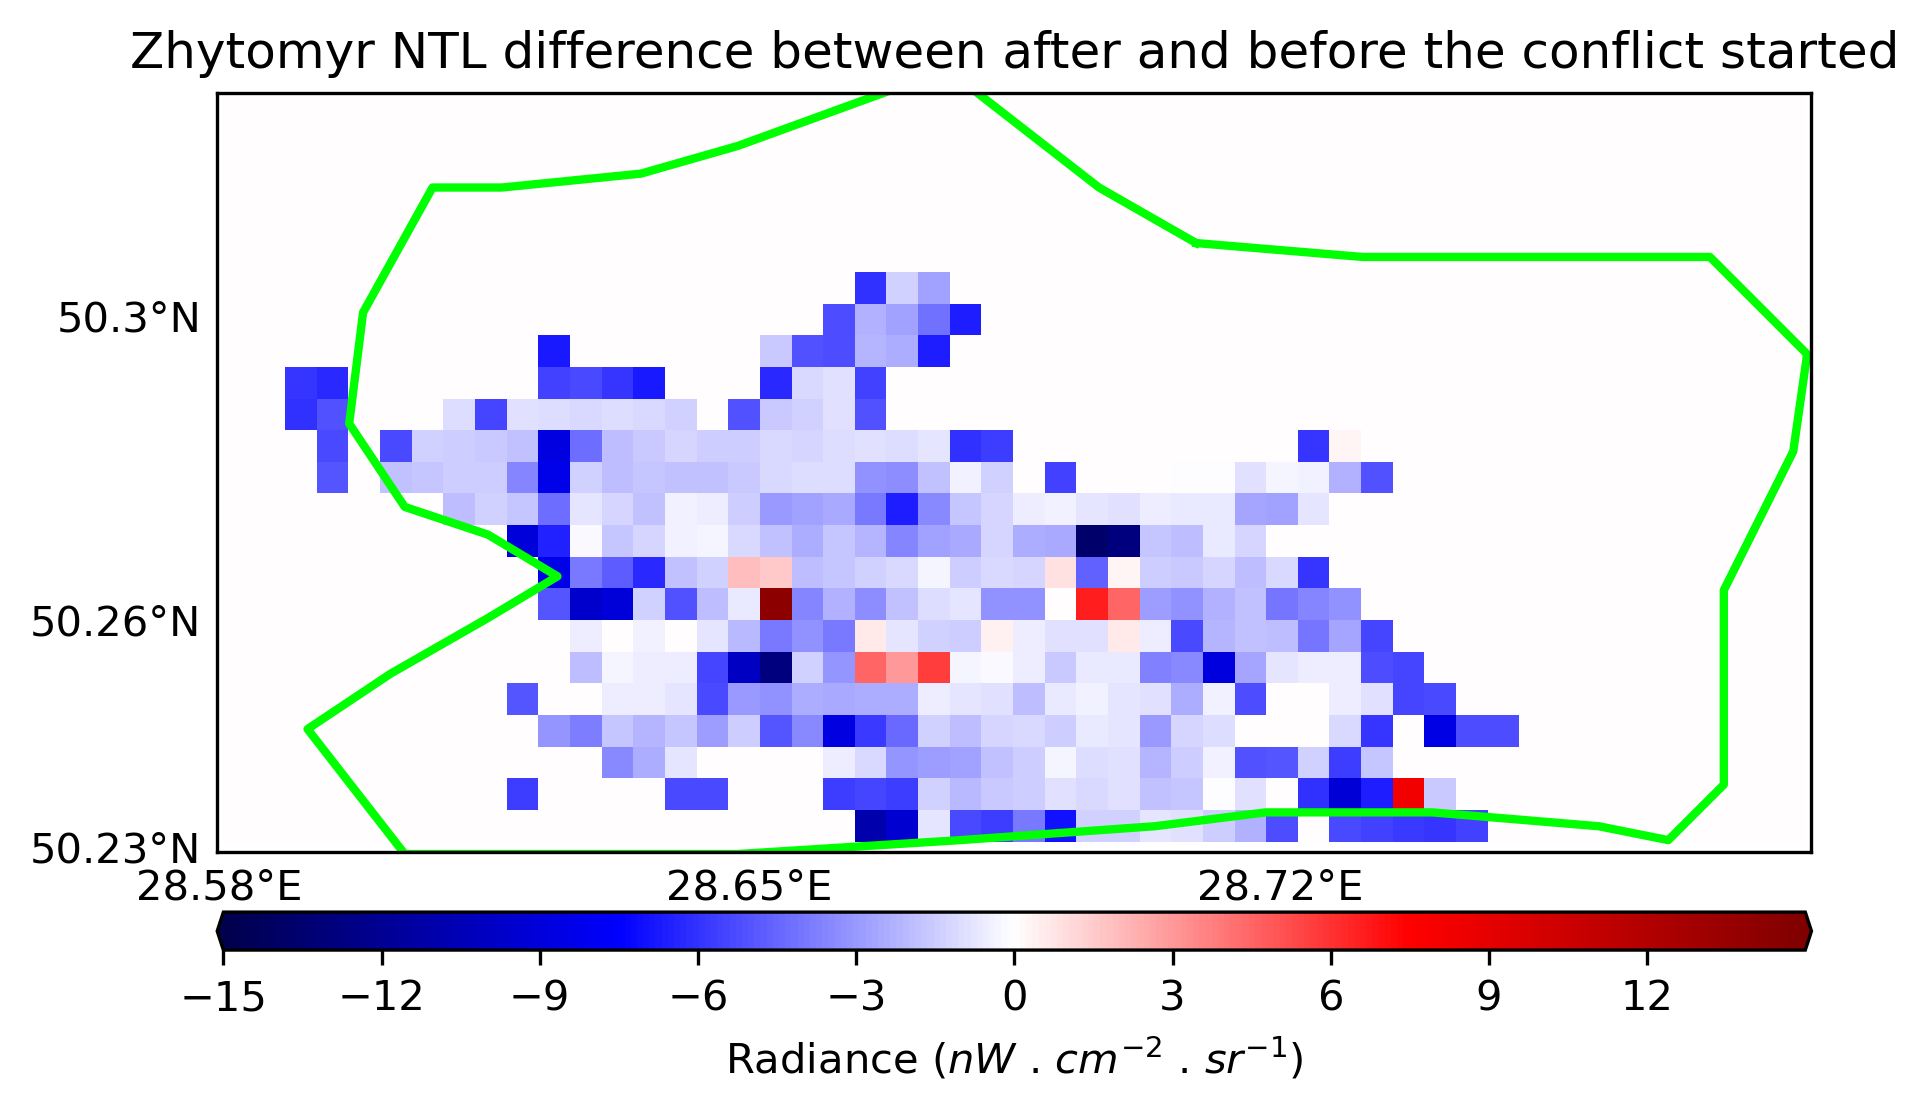 Zhytomyr NTL difference between after and before the conflict started
50.3°N
50.26°N
50.23°N
28.58°E 28.65°E 28.72°E
−15 −12 −9 −6 −3 0 3 6 9 12
Radiance (nW . cm⁻² . sr⁻¹)